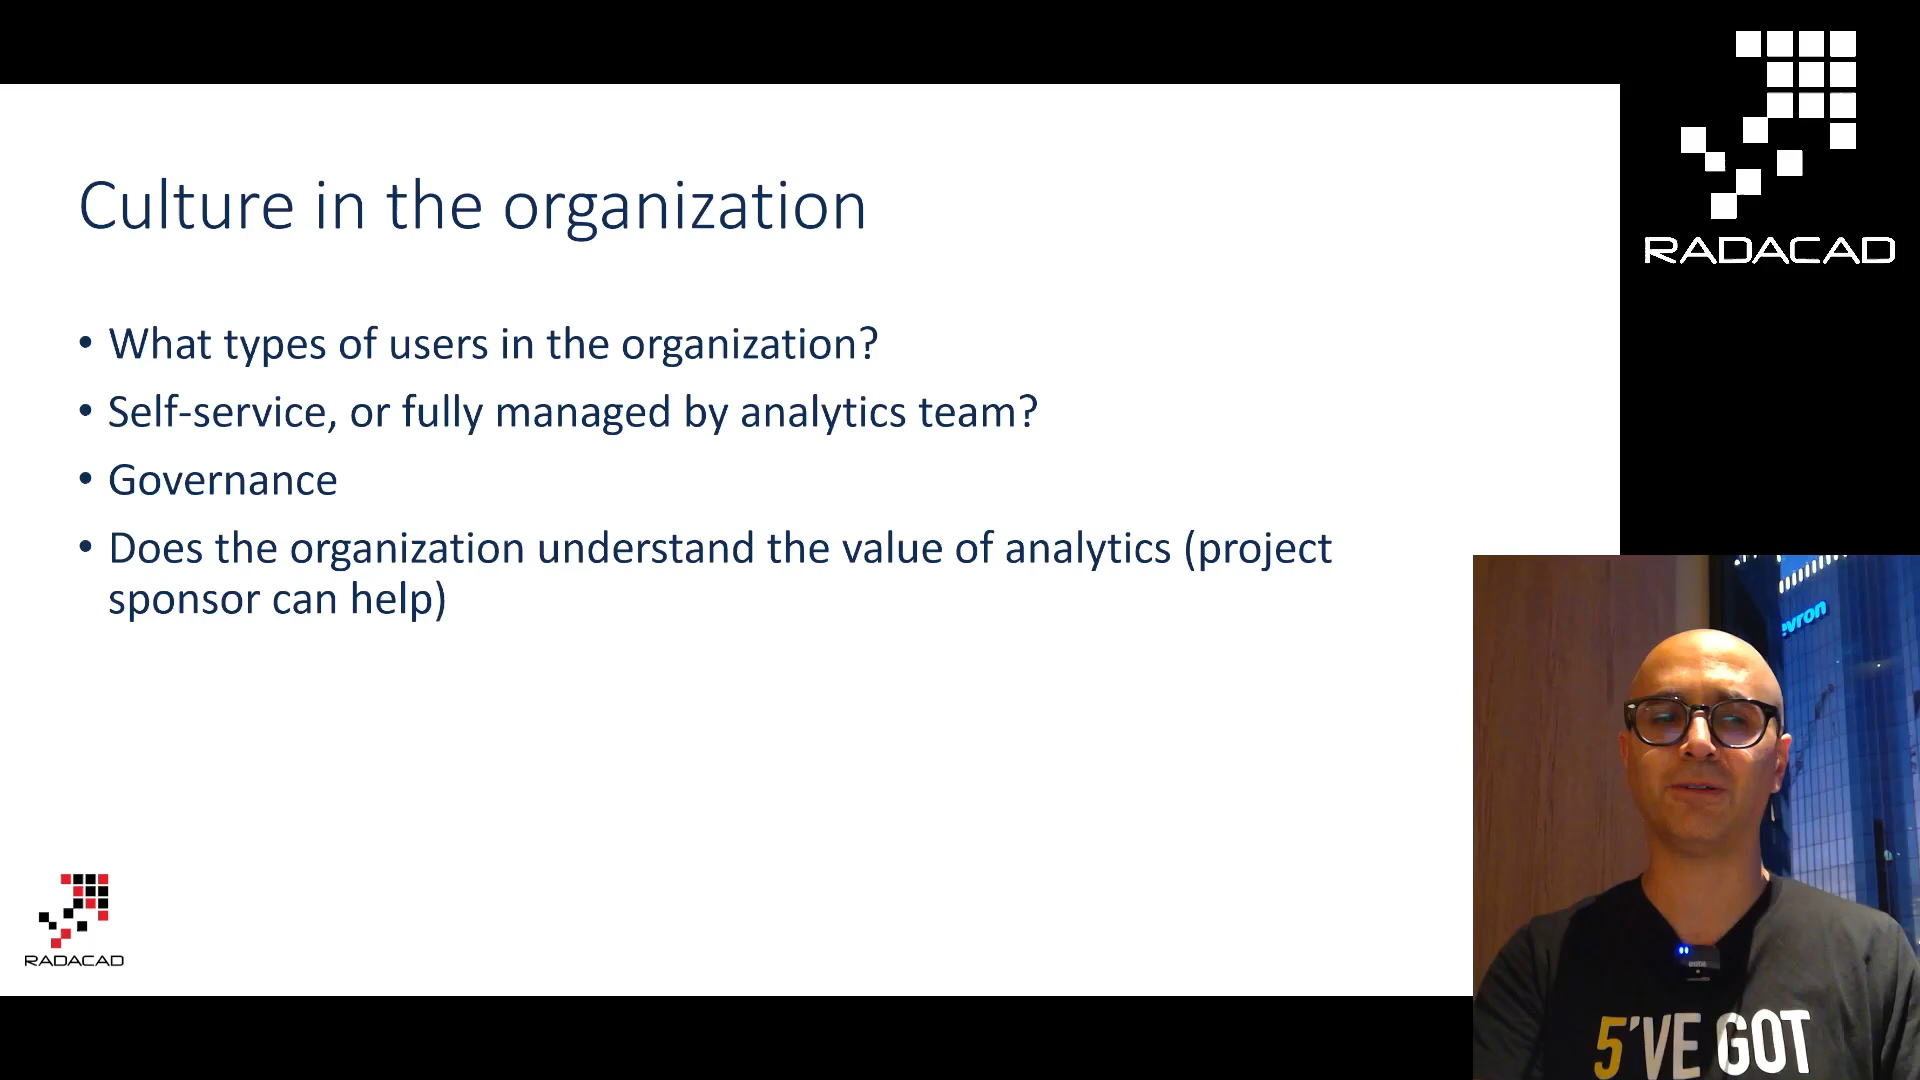 Culture in the organization
• What types of users in the organization?
• Self-service, or fully managed by analytics team?
• Governance
• Does the organization understand the value of analytics (project
sponsor can help)
RADACAD
RADACAD
evron
5'VE GOT